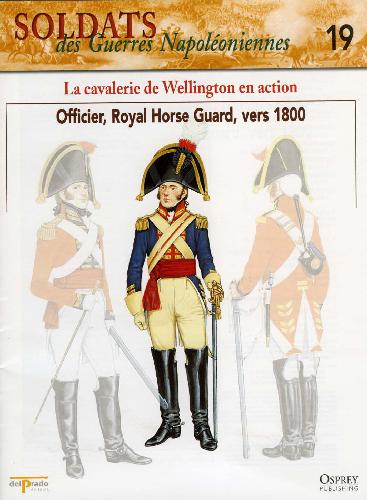 SOLDATS
des Guerres Napoléoniennes
19
La cavalerie de Wellington en action
Officier, Royal Horse Guard, vers 1800
delPrado
OSPREY
PUBLISHING